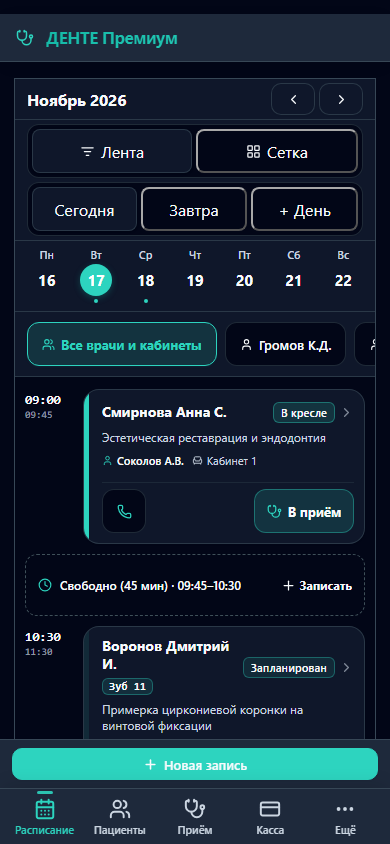 ДЕНТЕ Премиум
Ноябрь 2026
Лента
Сетка
Сегодня
Завтра
+ День
Пн Вт Ср Чт Пт Сб Вс
16 17 18 19 20 21 22
Все врачи и кабинеты
Громов К.Д.
09:00
09:45
Смирнова Анна С.
В кресле
Эстетическая реставрация и эндодонтия
Соколов А.В.
Кабинет 1
В приём
Свободно (45 мин) · 09:45–10:30
+ Записать
10:30
11:30
Воронов Дмитрий
И.
Зуб 11
Запланирован
Примерка циркониевой коронки на
винтовой фиксации
+ Новая запись
Расписание
Пациенты
Приём
Касса
Ещё